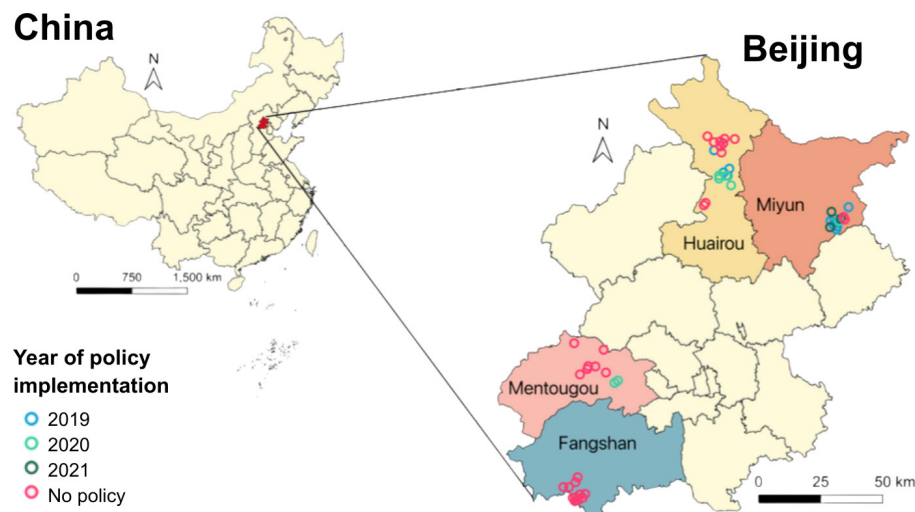 China
Beijing
N
N
Miyun
Huairou
0 750 1,500 km
Year of policy
implementation
2019
2020
2021
No policy
Mentougou
Fangshan
0 25 50 km